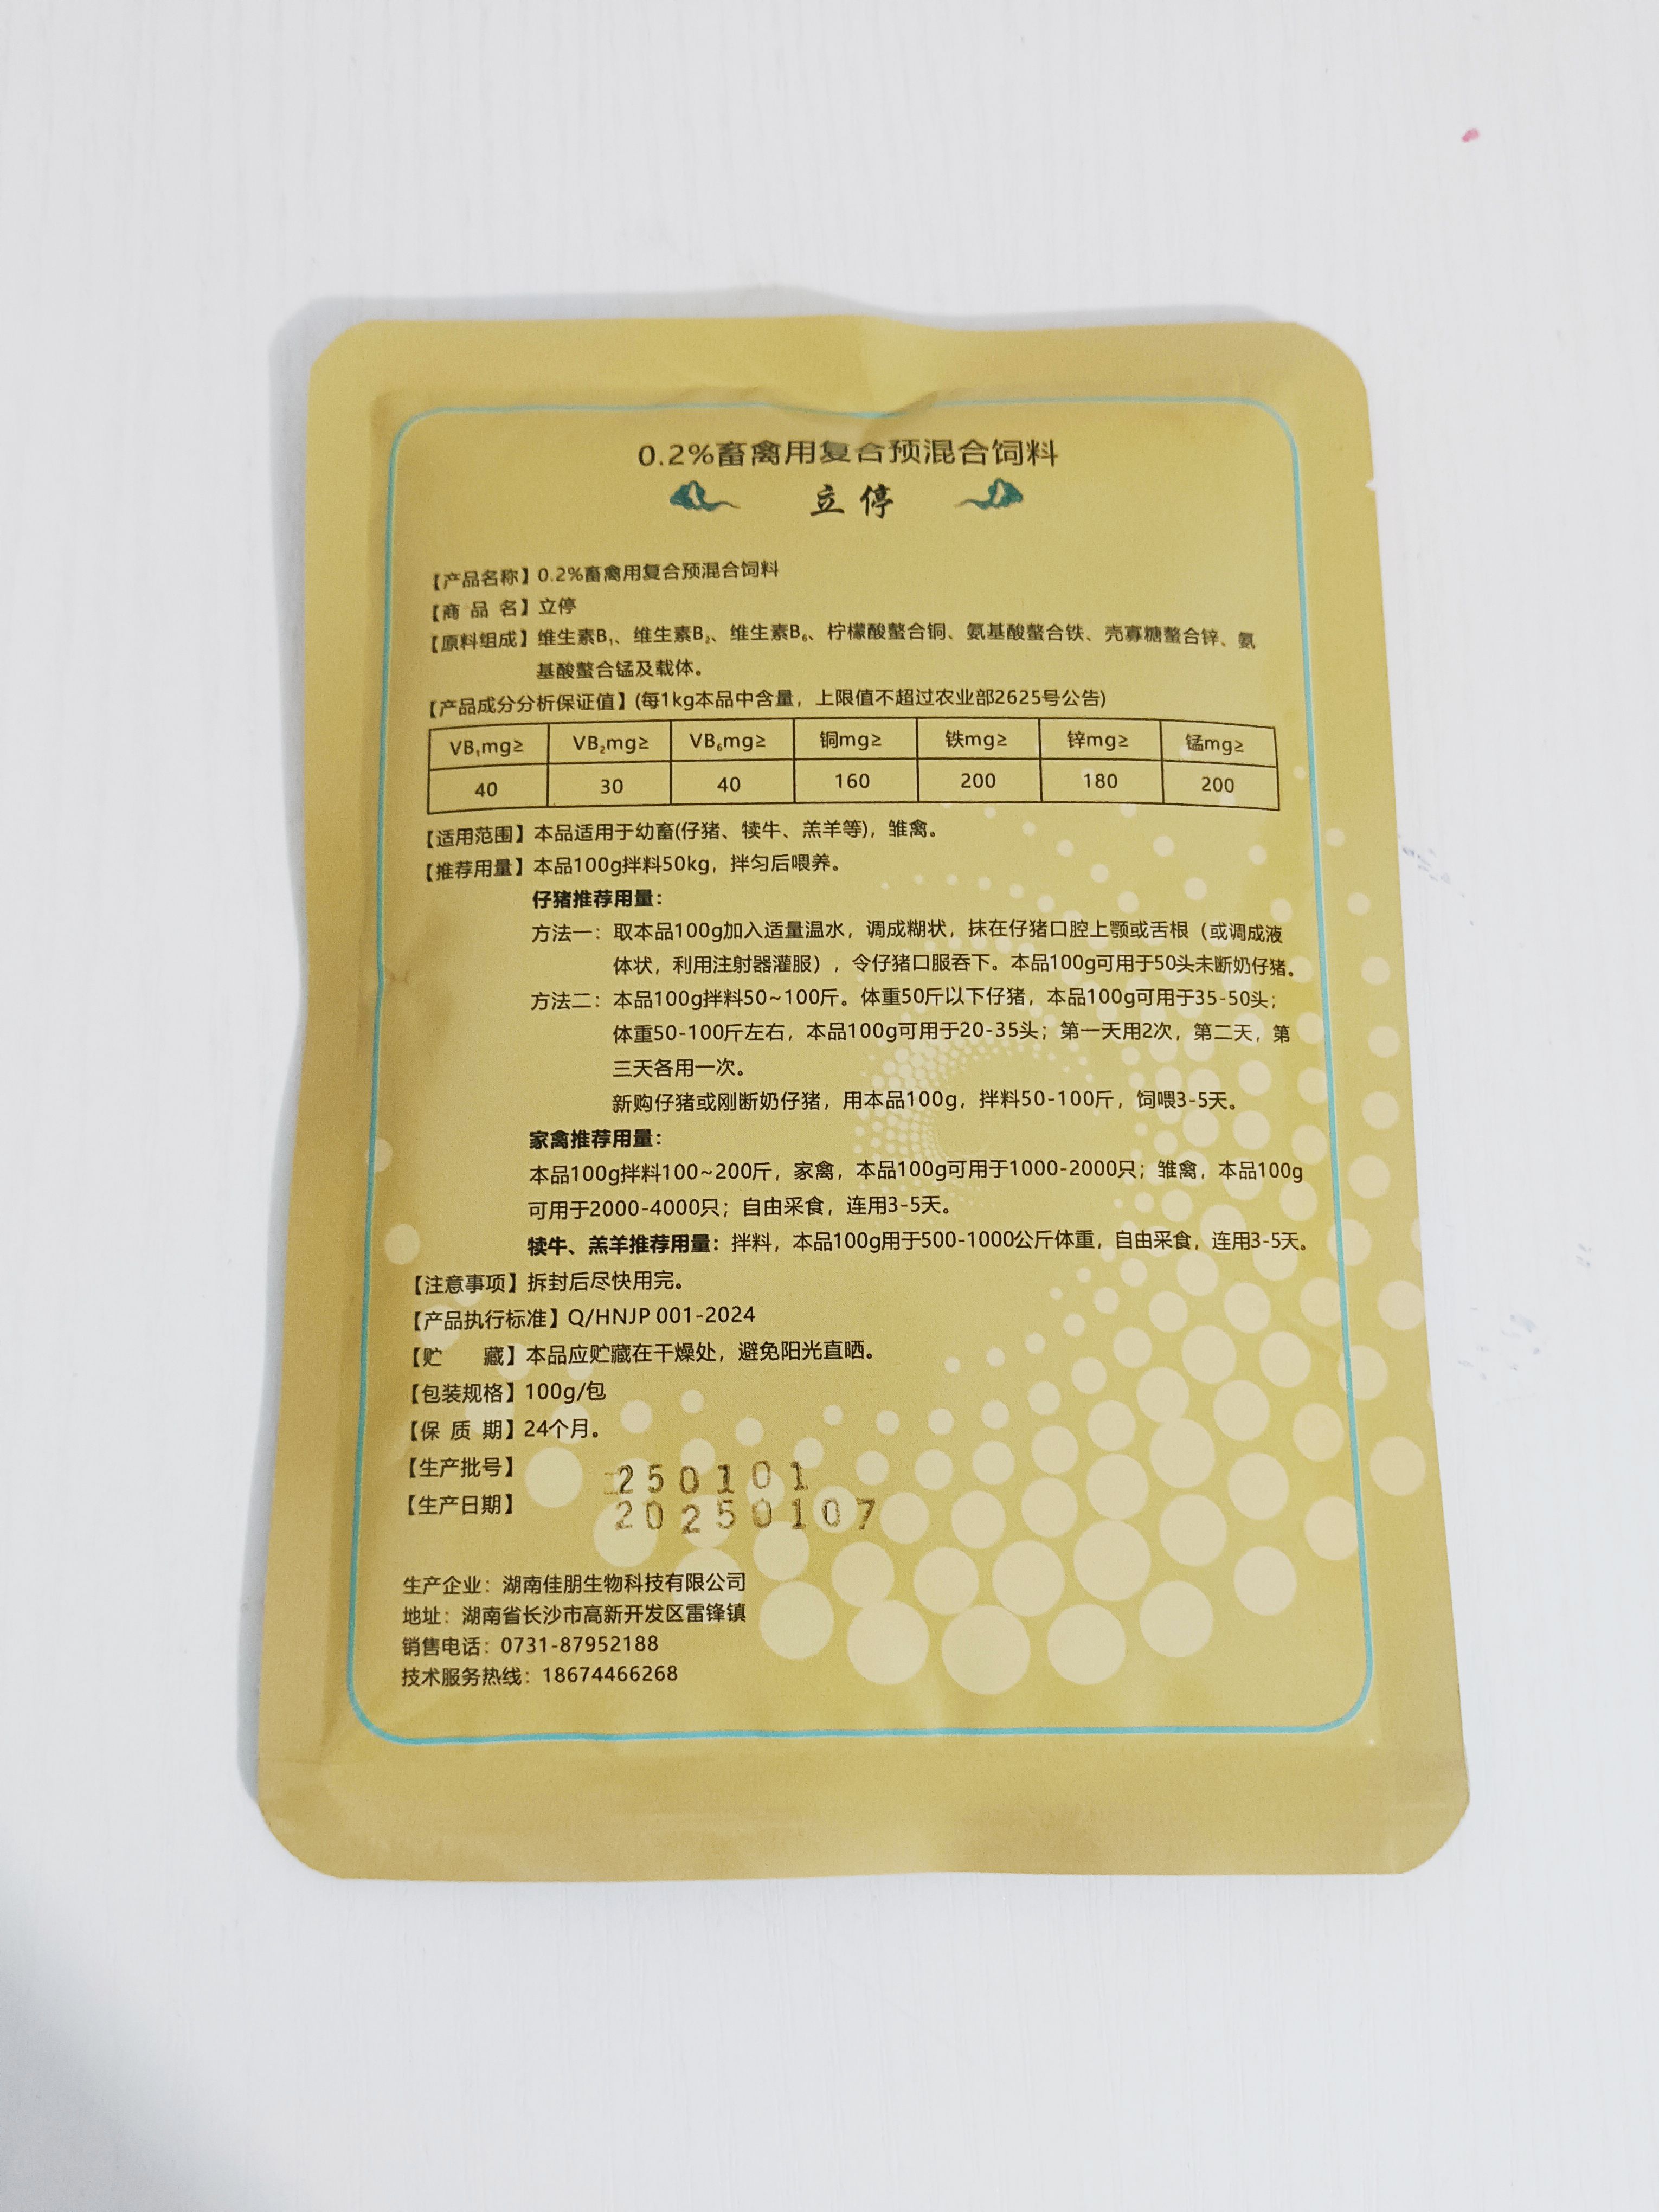 0.2%畜禽用复合预混合饲料
立停
【产品名称】0.2%畜禽用复合预混合饲料
【商 品 名】立停
【原料组成】维生素B₁、维生素B₂、维生素B₆、柠檬酸螯合铜、氨基酸螯合铁、壳寡糖螯合锌、氨
基酸螯合锰及载体。
【产品成分分析保证值】(每1kg本品中含量，上限值不超过农业部2625号公告)
VB₁mg≥ VB₂mg≥ VB₆mg≥ 铜mg≥ 铁mg≥ 锌mg≥ 锰mg≥
40 30 40 160 200 180 200
【适用范围】本品适用于幼畜(仔猪、犊牛、羔羊等)，雏禽。
【推荐用量】本品100g拌料50kg，拌匀后喂养。
仔猪推荐用量：
方法一：取本品100g加入适量温水，调成糊状，抹在仔猪口腔上颚或舌根（或调成液
体状，利用注射器灌服），令仔猪口服吞下。本品100g可用于50头未断奶仔猪。
方法二：本品100g拌料50~100斤。体重50斤以下仔猪，本品100g可用于35-50头；
体重50-100斤左右，本品100g可用于20-35头；第一天用2次，第二天，第
三天各用一次。
新购仔猪或刚断奶仔猪，用本品100g，拌料50-100斤，饲喂3-5天。
家禽推荐用量：
本品100g拌料100~200斤，家禽，本品100g可用于1000-2000只；雏禽，本品100g
可用于2000-4000只；自由采食，连用3-5天。
犊牛、羔羊推荐用量：拌料，本品100g用于500-1000公斤体重，自由采食，连用3-5天。
【注意事项】拆封后尽快用完。
【产品执行标准】Q/HNJP 001-2024
【贮 藏】本品应贮藏在干燥处，避免阳光直晒。
【包装规格】100g/包
【保 质 期】24个月。
【生产批号】 250101
【生产日期】 20250107
生产企业：湖南佳朋生物科技有限公司
地址：湖南省长沙市高新开发区雷锋镇
销售电话：0731-87952188
技术服务热线：18674466268